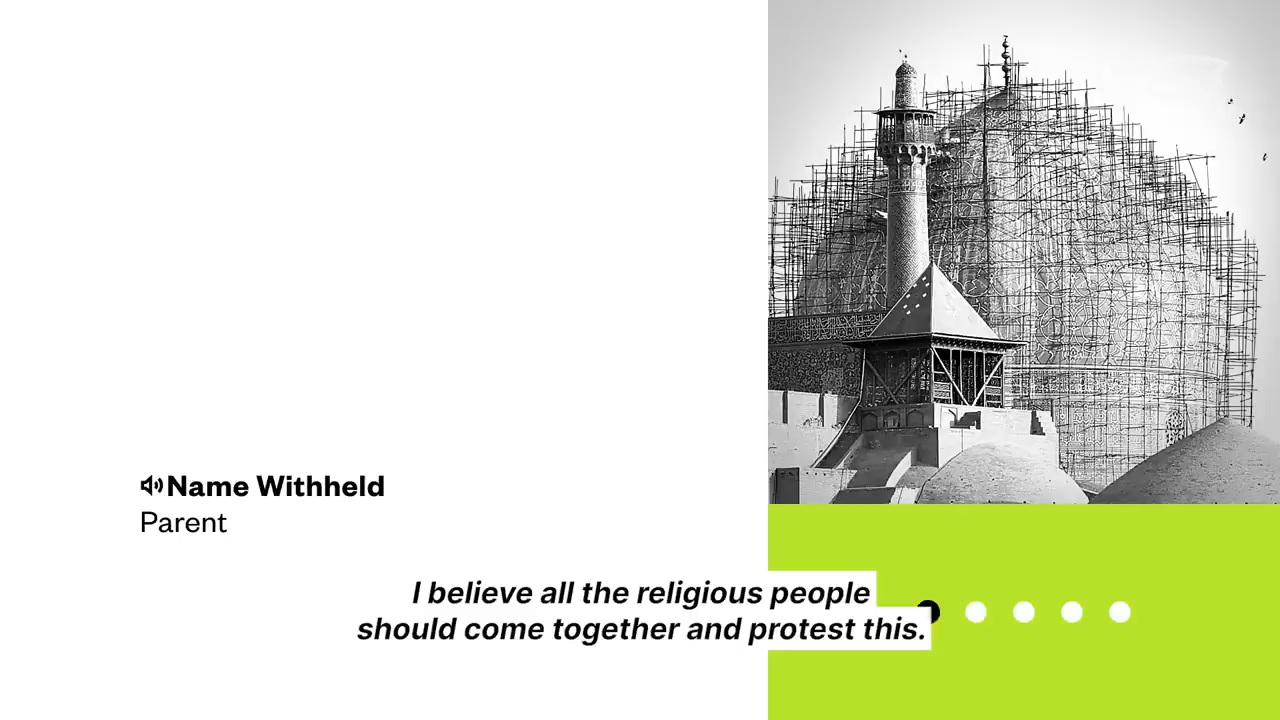 Name Withheld
Parent
I believe all the religious people
should come together and protest this.